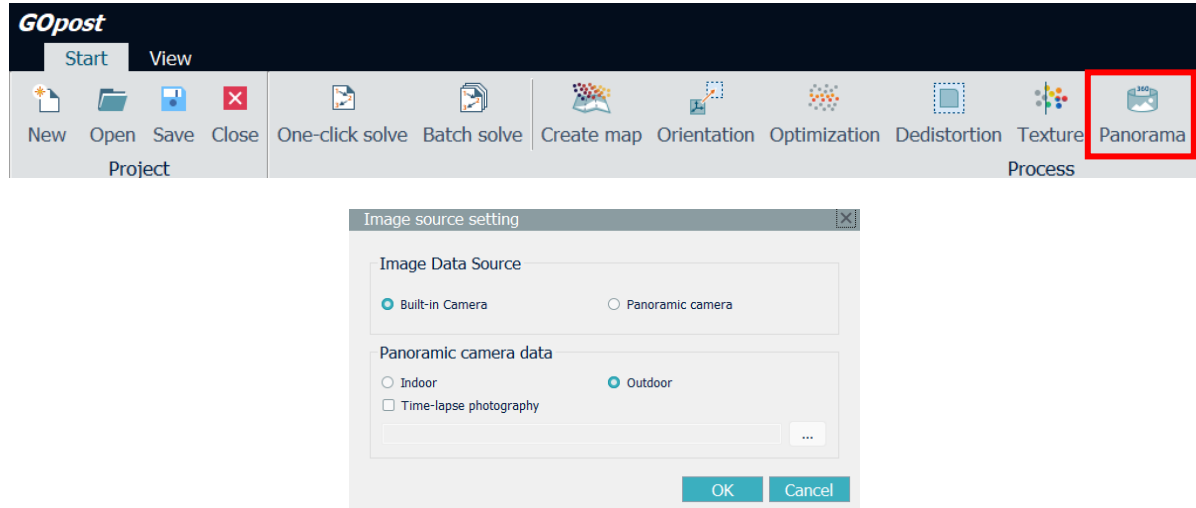 GOpost
Start View
New Open Save Close One-click solve Batch solve Create map Orientation Optimization Dedistortion Texture 360 Panorama
Project Process
Image source setting
Image Data Source
Built-in Camera Panoramic camera
Panoramic camera data
Indoor Outdoor
Time-lapse photography
...
OK Cancel